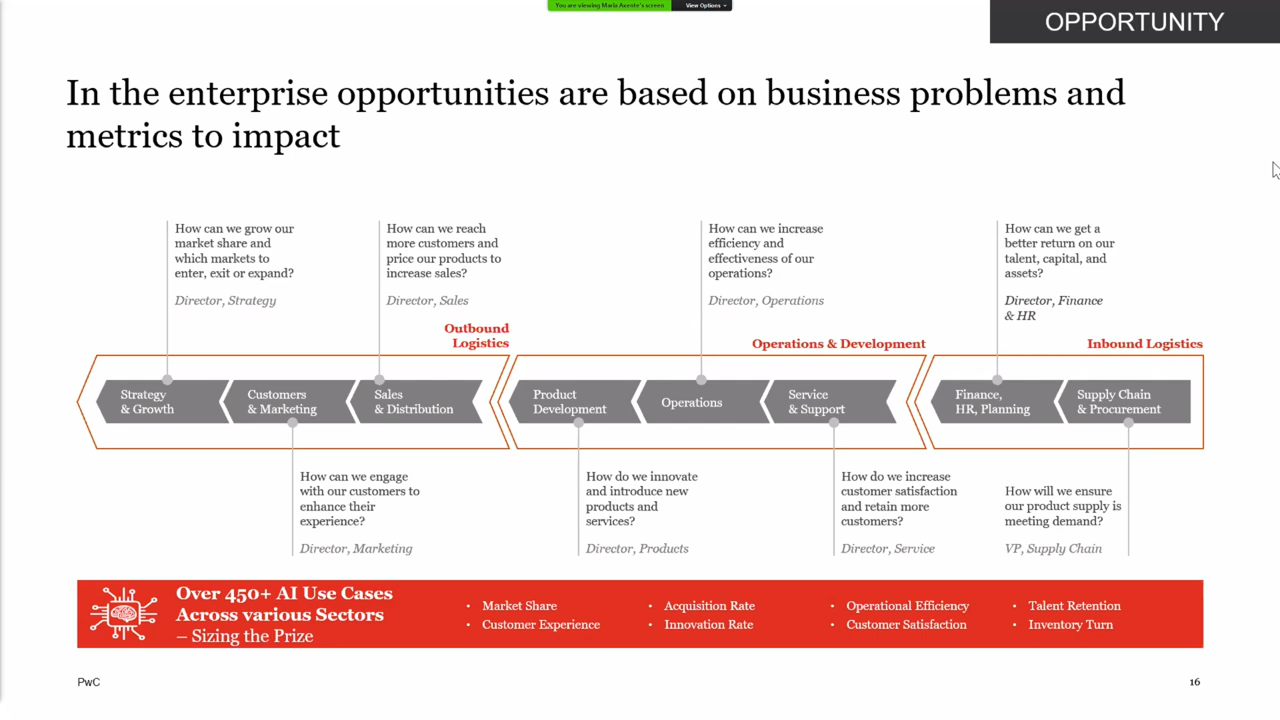 You are viewing Maria Axente's screen
View Options
OPPORTUNITY
In the enterprise opportunities are based on business problems and
metrics to impact
How can we grow our
market share and
which markets to
enter, exit or expand?
Director, Strategy
How can we reach
more customers and
price our products to
increase sales?
Director, Sales
How can we increase
efficiency and
effectiveness of our
operations?
Director, Operations
How can we get a
better return on our
talent, capital, and
assets?
Director, Finance
& HR
Outbound
Logistics
Operations & Development
Inbound Logistics
Strategy
& Growth
Customers
& Marketing
Sales
& Distribution
Product
Development
Operations
Service
& Support
Finance,
HR, Planning
Supply Chain
& Procurement
How can we engage
with our customers to
enhance their
experience?
Director, Marketing
How do we innovate
and introduce new
products and
services?
Director, Products
How do we increase
customer satisfaction
and retain more
customers?
Director, Service
How will we ensure
our product supply is
meeting demand?
VP, Supply Chain
Over 450+ AI Use Cases
Across various Sectors
– Sizing the Prize
• Market Share
• Customer Experience
• Acquisition Rate
• Innovation Rate
• Operational Efficiency
• Customer Satisfaction
• Talent Retention
• Inventory Turn
PwC
16